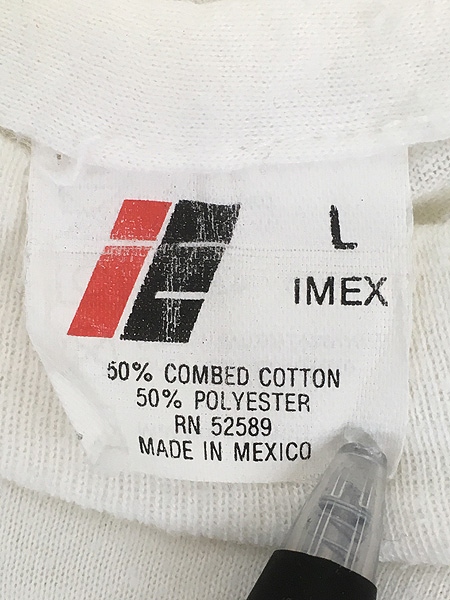 L
IMEX
50% COMBED COTTON
50% POLYESTER
RN 52589
MADE IN MEXICO